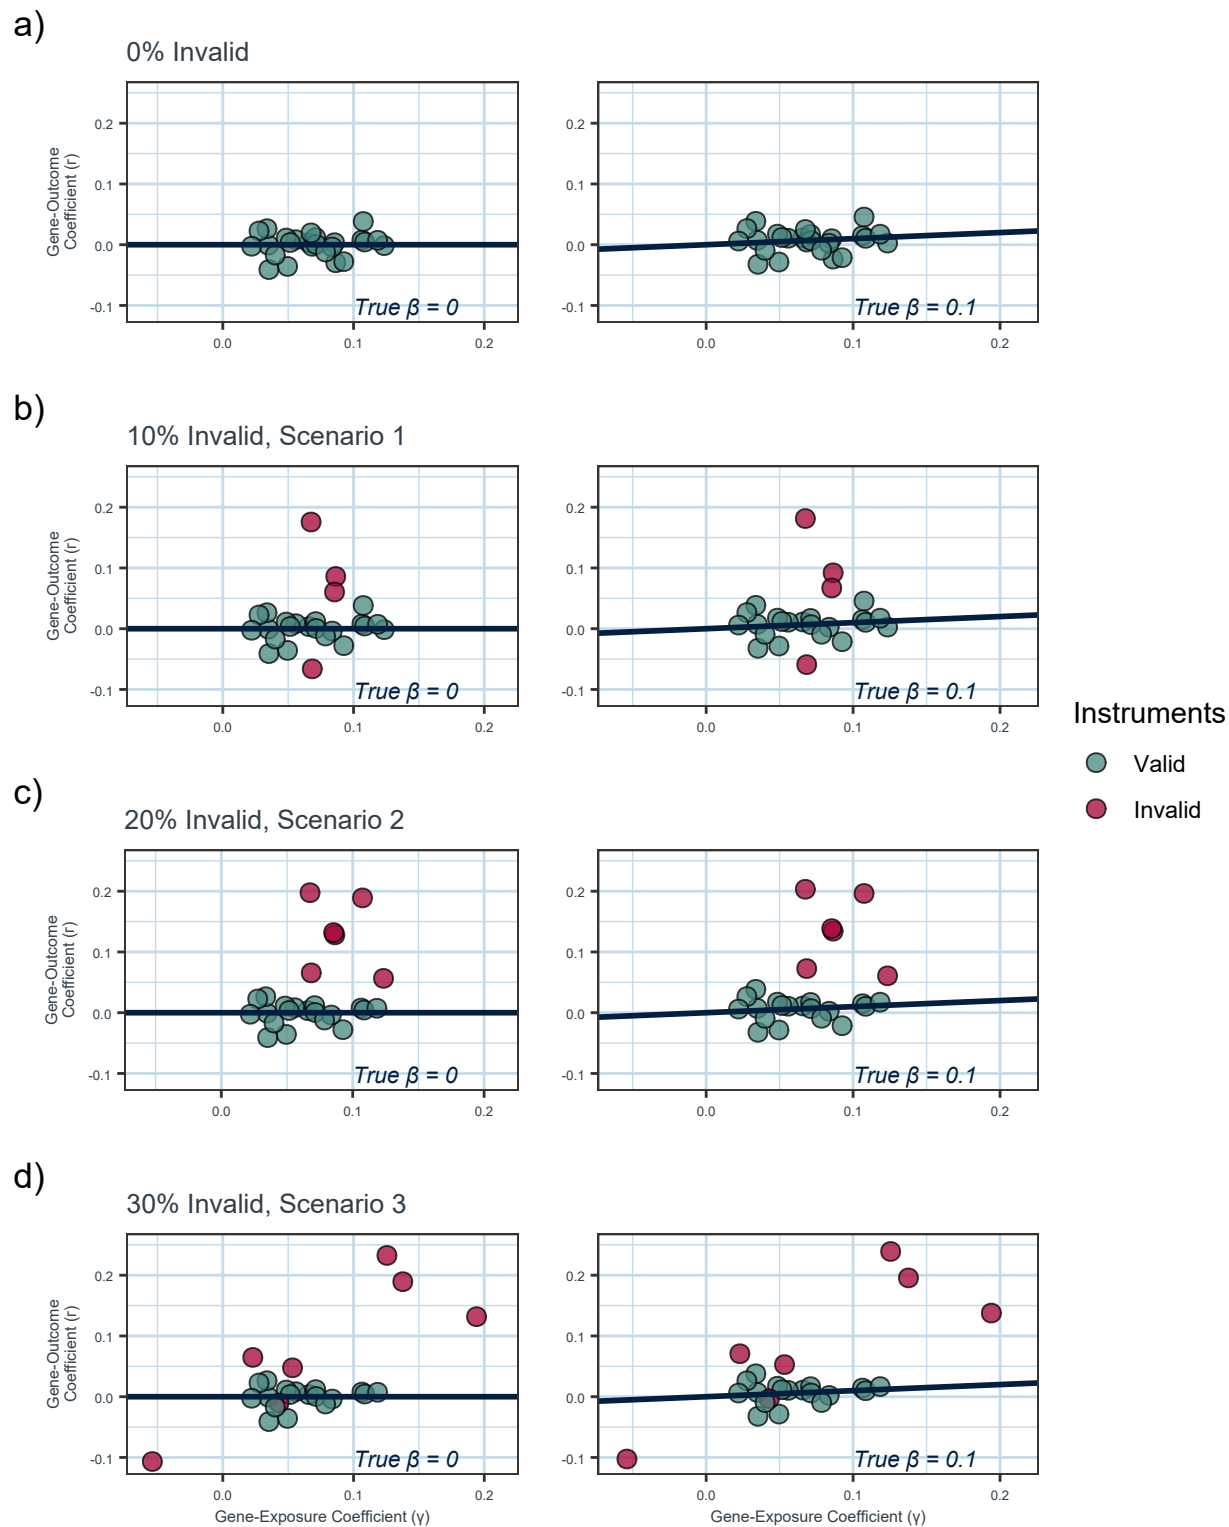 a)
0% Invalid
Gene-Outcome
Coefficient (r)
0.2
0.1
0.0
-0.1
True β = 0
0.0
0.1
0.2
0.2
0.1
0.0
-0.1
True β = 0.1
0.0
0.1
0.2
b)
10% Invalid, Scenario 1
Gene-Outcome
Coefficient (r)
0.2
0.1
0.0
-0.1
True β = 0
0.0
0.1
0.2
0.2
0.1
0.0
-0.1
True β = 0.1
0.0
0.1
0.2
Instruments
Valid
Invalid
c)
20% Invalid, Scenario 2
Gene-Outcome
Coefficient (r)
0.2
0.1
0.0
-0.1
True β = 0
0.0
0.1
0.2
0.2
0.1
0.0
-0.1
True β = 0.1
0.0
0.1
0.2
d)
30% Invalid, Scenario 3
Gene-Outcome
Coefficient (r)
0.2
0.1
0.0
-0.1
True β = 0
0.0
0.1
0.2
Gene-Exposure Coefficient (γ)
0.2
0.1
0.0
-0.1
True β = 0.1
0.0
0.1
0.2
Gene-Exposure Coefficient (γ)